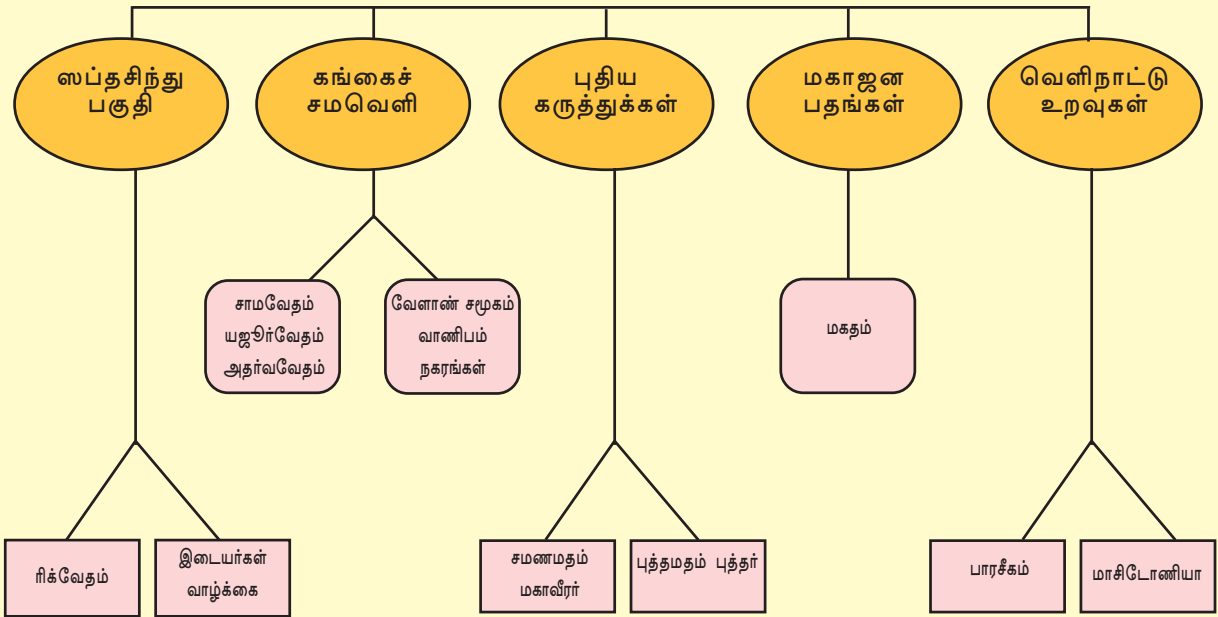 ஸப்தசிந்து
பகுதி
கங்கைச்
சமவெளி
புதிய
கருத்துக்கள்
மகாஜன
பதங்கள்
வெளிநாட்டு
உறவுகள்
சாமவேதம்
யஜூர்வேதம்
அதர்வவேதம்
வேளாண் சமூகம்
வாணிபம்
நகரங்கள்
மகதம்
ரிக்வேதம்
இடையர்கள்
வாழ்க்கை
சமணமதம்
மகாவீரர்
புத்தமதம் புத்தர்
பாரசீகம்
மாசிடோணியா